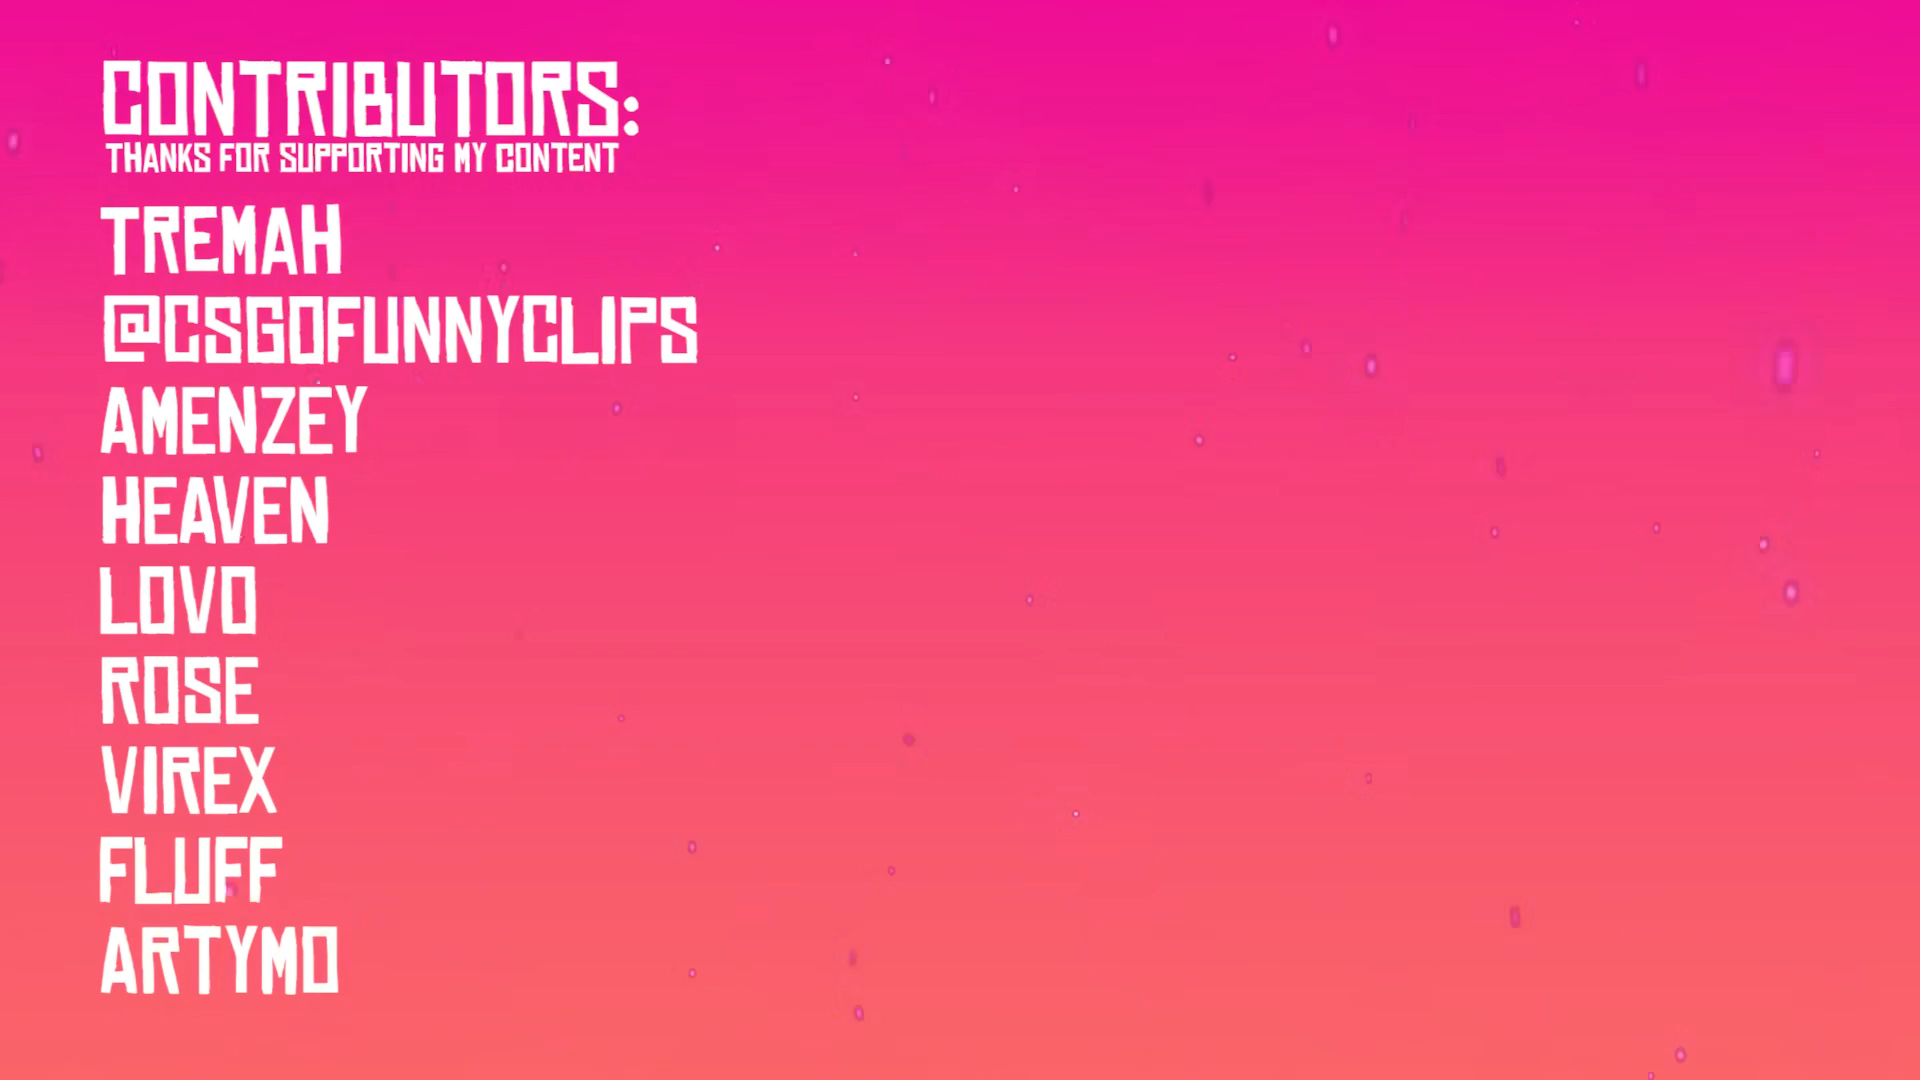 CONTRIBUTORS:
THANKS FOR SUPPORTING MY CONTENT
TREMAH
@CSGOFUNNYCLIPS
AMENZEY
HEAVEN
LOVO
ROSE
VIREX
FLUFF
ARTYMO